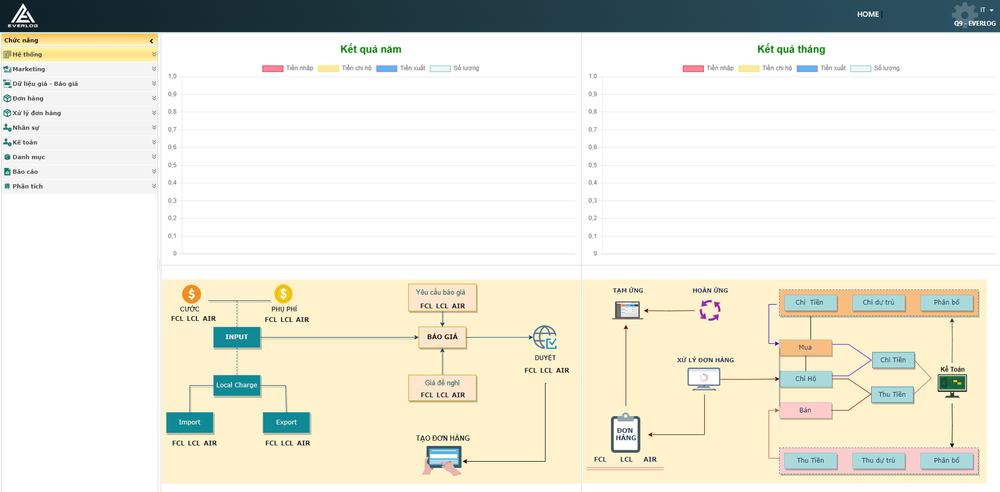 EVERLOG
HOME |
IT
Q9 - EVERLOG
Chức năng
Hệ thống
Marketing
Dữ liệu giá - Báo giá
Đơn hàng
Xử lý đơn hàng
Nhân sự
Kế toán
Danh mục
Báo cáo
Phân tích
Kết quả năm
Tiền nhập Tiền chi hộ Tiền xuất Số lượng
1,0
0,9
0,8
0,7
0,6
0,5
0,4
0,3
0,2
0,1
0
Kết quả tháng
Tiền nhập Tiền chi hộ Tiền xuất Số lượng
1,0
0,9
0,8
0,7
0,6
0,5
0,4
0,3
0,2
0,1
0
CƯỚC
FCL LCL AIR
PHỤ PHÍ
FCL LCL AIR
Yêu cầu báo giá
FCL LCL AIR
INPUT
BÁO GIÁ
DUYỆT
FCL LCL AIR
Local Charge
Giá đề nghị
FCL LCL AIR
Import
FCL LCL AIR
Export
FCL LCL AIR
TẠO ĐƠN HÀNG
TẠM ỨNG
HOÀN ỨNG
Chi Tiền
Chi dự trù
Phân bổ
Mua
XỬ LÝ ĐƠN HÀNG
Chi Tiền
Kế Toán
Chi Hộ
Thu Tiền
Bán
ĐƠN
HÀNG
FCL LCL AIR
Thu Tiền
Thu dự trù
Phân bổ